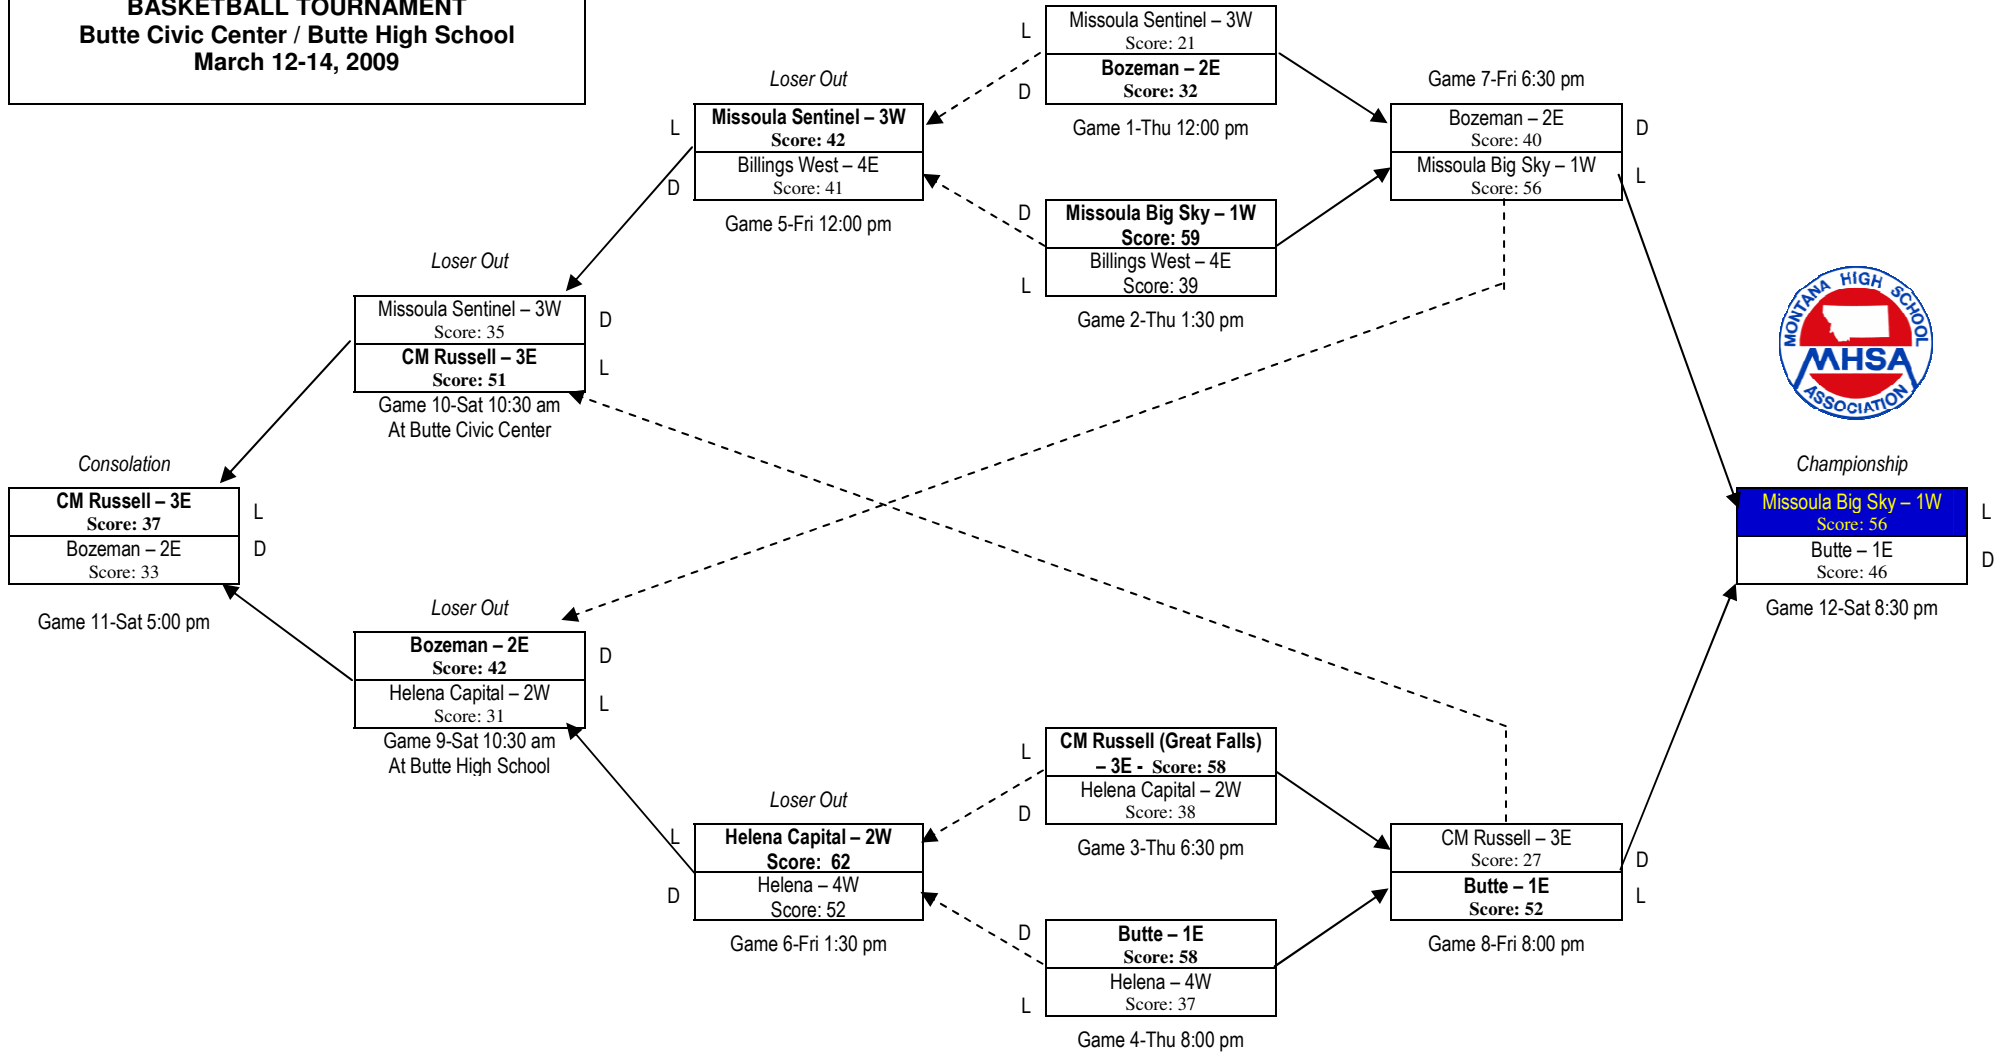 BASKETBALL TOURNAMENT
Butte Civic Center / Butte High School
March 12-14, 2009
Loser Out
L
Missoula Sentinel – 3W
Score: 42
D
Billings West – 4E
Score: 41
Game 5-Fri 12:00 pm
L
Missoula Sentinel – 3W
Score: 21
D
Bozeman – 2E
Score: 32
Game 1-Thu 12:00 pm
D
Missoula Big Sky – 1W
Score: 59
L
Billings West – 4E
Score: 39
Game 2-Thu 1:30 pm
Game 7-Fri 6:30 pm
Bozeman – 2E
Score: 40
D
Missoula Big Sky – 1W
Score: 56
L
Loser Out
Missoula Sentinel – 3W
Score: 35
D
CM Russell – 3E
Score: 51
L
Game 10-Sat 10:30 am
At Butte Civic Center
MONTANA HIGH SCHOOL
MHSA
ASSOCIATION
Consolation
CM Russell – 3E
Score: 37
L
Bozeman – 2E
Score: 33
D
Game 11-Sat 5:00 pm
Championship
Missoula Big Sky – 1W
Score: 56
L
Butte – 1E
Score: 46
D
Game 12-Sat 8:30 pm
Loser Out
Bozeman – 2E
Score: 42
D
Helena Capital – 2W
Score: 31
L
Game 9-Sat 10:30 am
At Butte High School
Loser Out
L
Helena Capital – 2W
Score: 62
D
Helena – 4W
Score: 52
Game 6-Fri 1:30 pm
L
CM Russell (Great Falls)
– 3E - Score: 58
D
Helena Capital – 2W
Score: 38
Game 3-Thu 6:30 pm
D
Butte – 1E
Score: 58
L
Helena – 4W
Score: 37
Game 4-Thu 8:00 pm
CM Russell – 3E
Score: 27
D
Butte – 1E
Score: 52
L
Game 8-Fri 8:00 pm